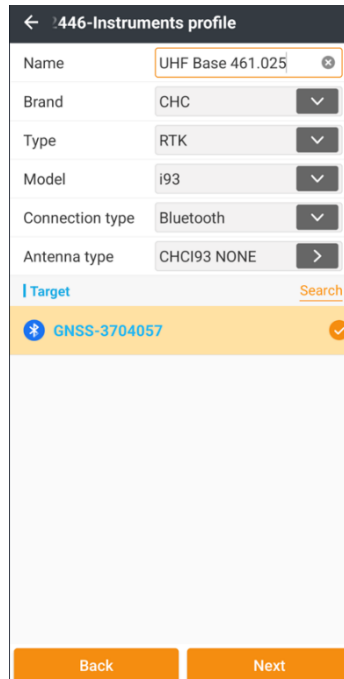 446-Instruments profile
Name UHF Base 461.025
Brand CHC
Type RTK
Model i93
Connection type Bluetooth
Antenna type CHCI93 NONE
Target Search
GNSS-3704057
Back Next